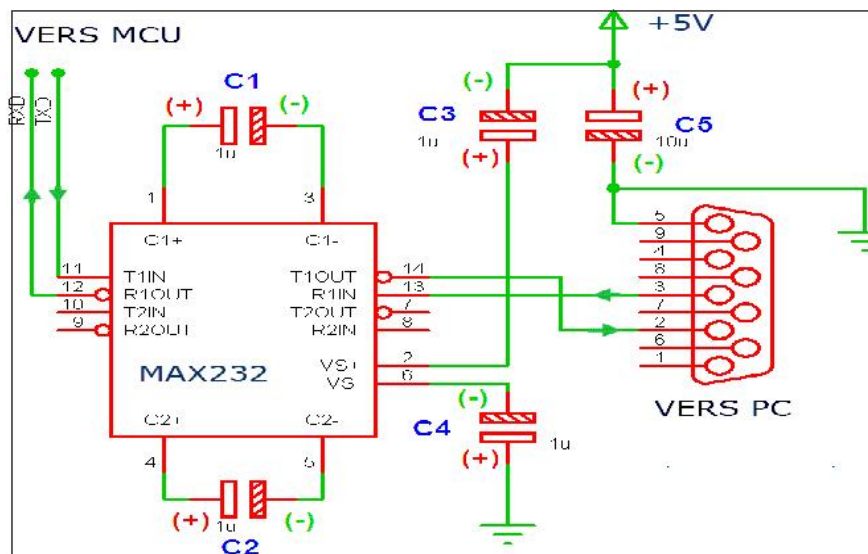 VERS MCU
+5V
RXD
TXD
C1
(+)
(-)
1u
C3
(-)
(+)
1u
C5
(+)
(-)
10u
1
3
C1+
C1-
11
T1IN
12
R1OUT
10
T2IN
9
R2OUT
T1OUT
14
R1IN
13
T2OUT
7
R2IN
8
VS+
2
VS-
6
MAX232
C2+
C2-
4
5
(+)
(-)
1u
C2
C4
(-)
(+)
1u
5
9
4
8
3
7
2
6
1
VERS PC